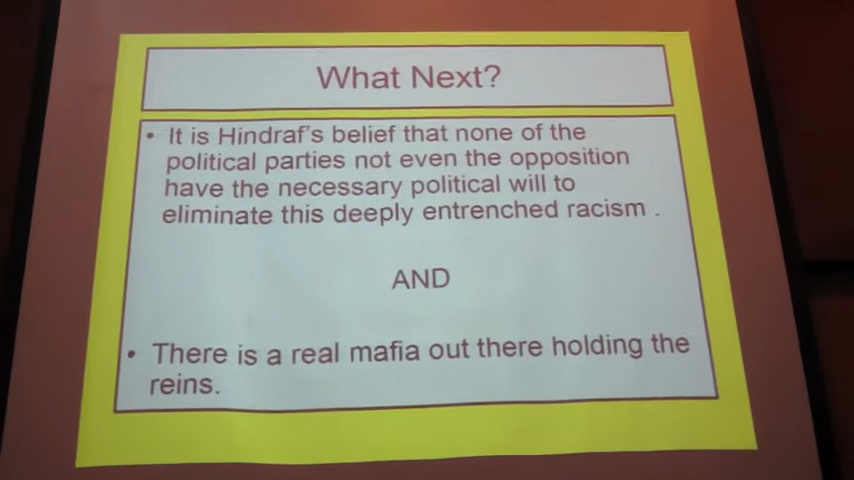 What Next?
• It is Hindraf's belief that none of the
political parties not even the opposition
have the necessary political will to
eliminate this deeply entrenched racism .
AND
• There is a real mafia out there holding the
reins.